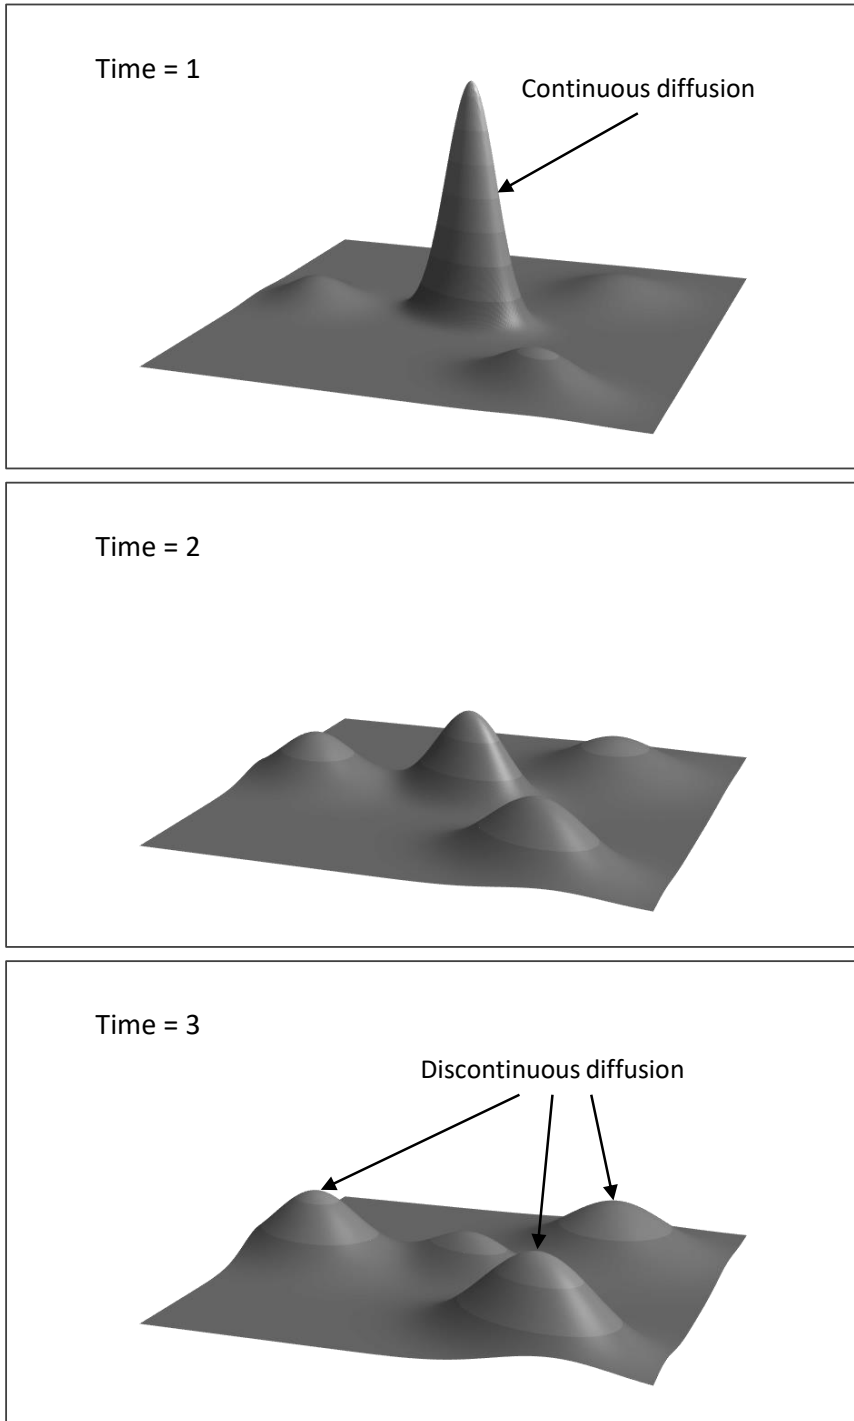 Time = 1
Continuous diffusion
Time = 2
Time = 3
Discontinuous diffusion